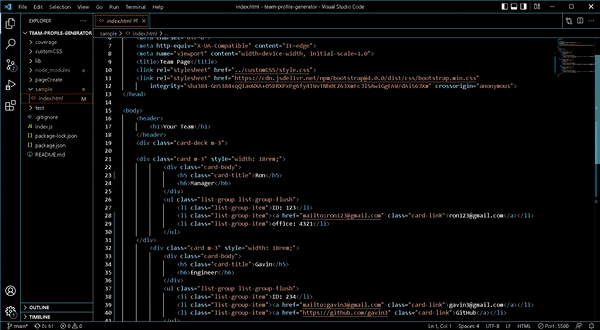 File Edit Selection View Go Run Terminal Help
index.html - team-profile-generator - Visual Studio Code
EXPLORER
TEAM-PROFILE-GENERATOR
coverage
customCSS
lib
node_modules
pageCreate
sample
index.html M
test
.gitignore
index.js
package-lock.json
package.json
README.md
OUTLINE
TIMELINE
index.html M
sample > index.html > ...
7 <meta http-equiv="X-UA-Compatible" content="IE=edge">
8 <meta name="viewport" content="width=device-width, initial-scale=1.0">
9 <title>Team Page</title>
10 <link rel="stylesheet" href="../customCSS/style.css">
11 <link rel="stylesheet" href="https://cdn.jsdelivr.net/npm/bootstrap@4.0.0/dist/css/bootstrap.min.css"
12 crossorigin="anonymous">
13 </head>
14
15 <body>
16 <header>
17 <h1>Your Team</h1>
18 </header>
19 <div class="card-deck m-3">
20
21 <div class="card m-3" style="width: 18rem;">
22 <div class="card-body">
23 <h5 class="card-title">Ron</h5>
24 <h6>Manager</h6>
25 </div>
26 <ul class="list-group list-group-flush">
27 <li class="list-group-item">ID: 123</li>
28 <li class="list-group-item"><a href="mailto:ron123@gmail.com" class="card-link">ron123@gmail.com</a></li>
29 <li class="list-group-item">office: 4321</li>
30 </ul>
31 </div>
32 <div class="card m-3" style="width: 18rem;">
33 <div class="card-body">
34 <h5 class="card-title">Gavin</h5>
35 <h6>Engineer</h6>
36 </div>
37 <ul class="list-group list-group-flush">
38 <li class="list-group-item">ID: 234</li>
39 <li class="list-group-item"><a href="mailto:gavin3@gmail.com" class="card-link">gavin3@gmail.com</a></li>
40 <li class="list-group-item"><a href="https://github.com/gavin3" class="card-link">GitHub</a></li>
41 </ul>
main 0↓ 6↑ 0 0
Ln 1, Col 1 Spaces: 4 UTF-8 LF HTML Port: 5500